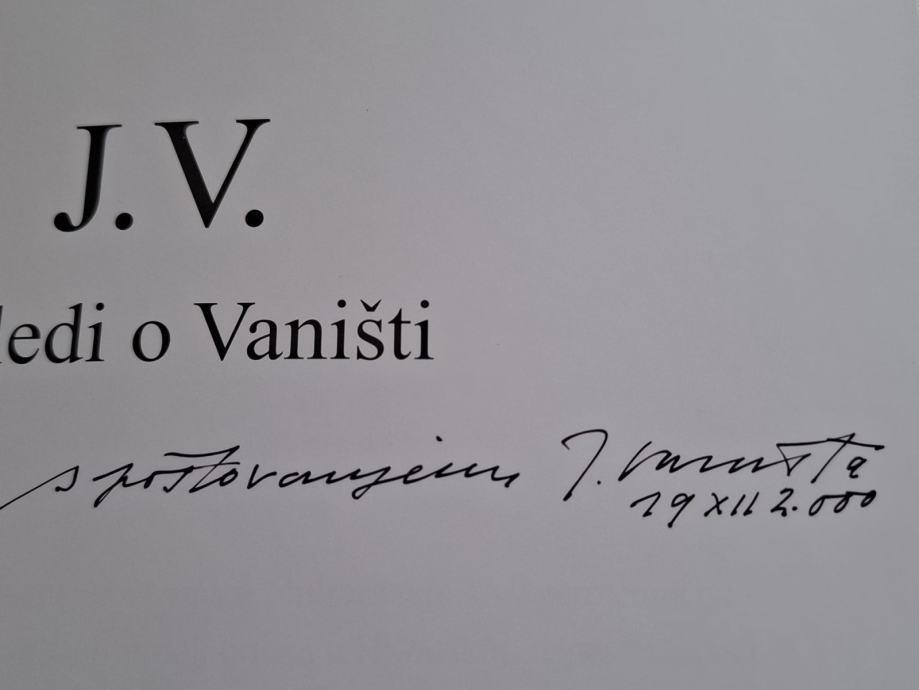 J. V.
ledi o Vaništi
s poštovanjem J. Vaništa
19 XII 2.000